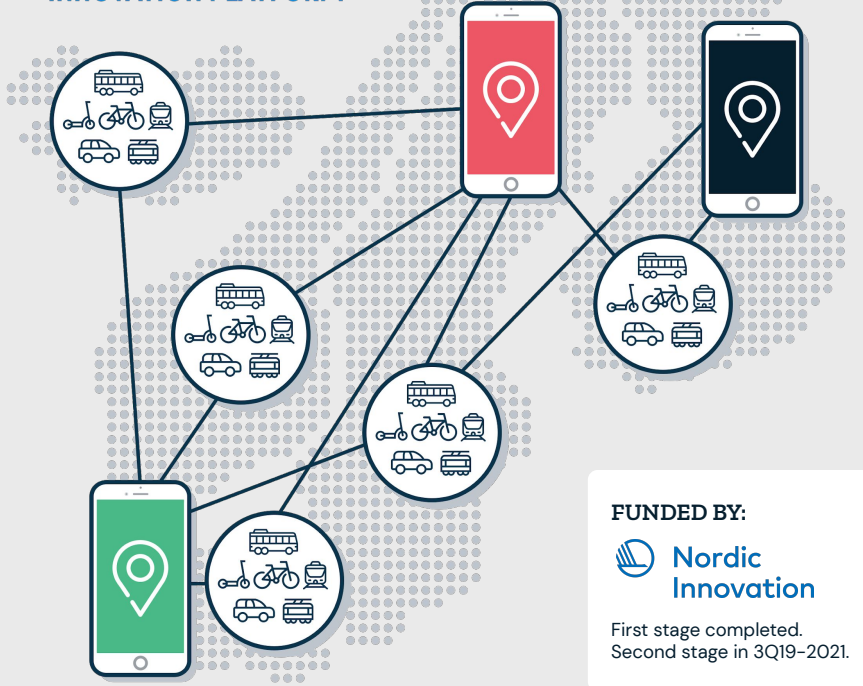 FUNDED BY:
Nordic
Innovation
First stage completed.
Second stage in 3Q19-2021.